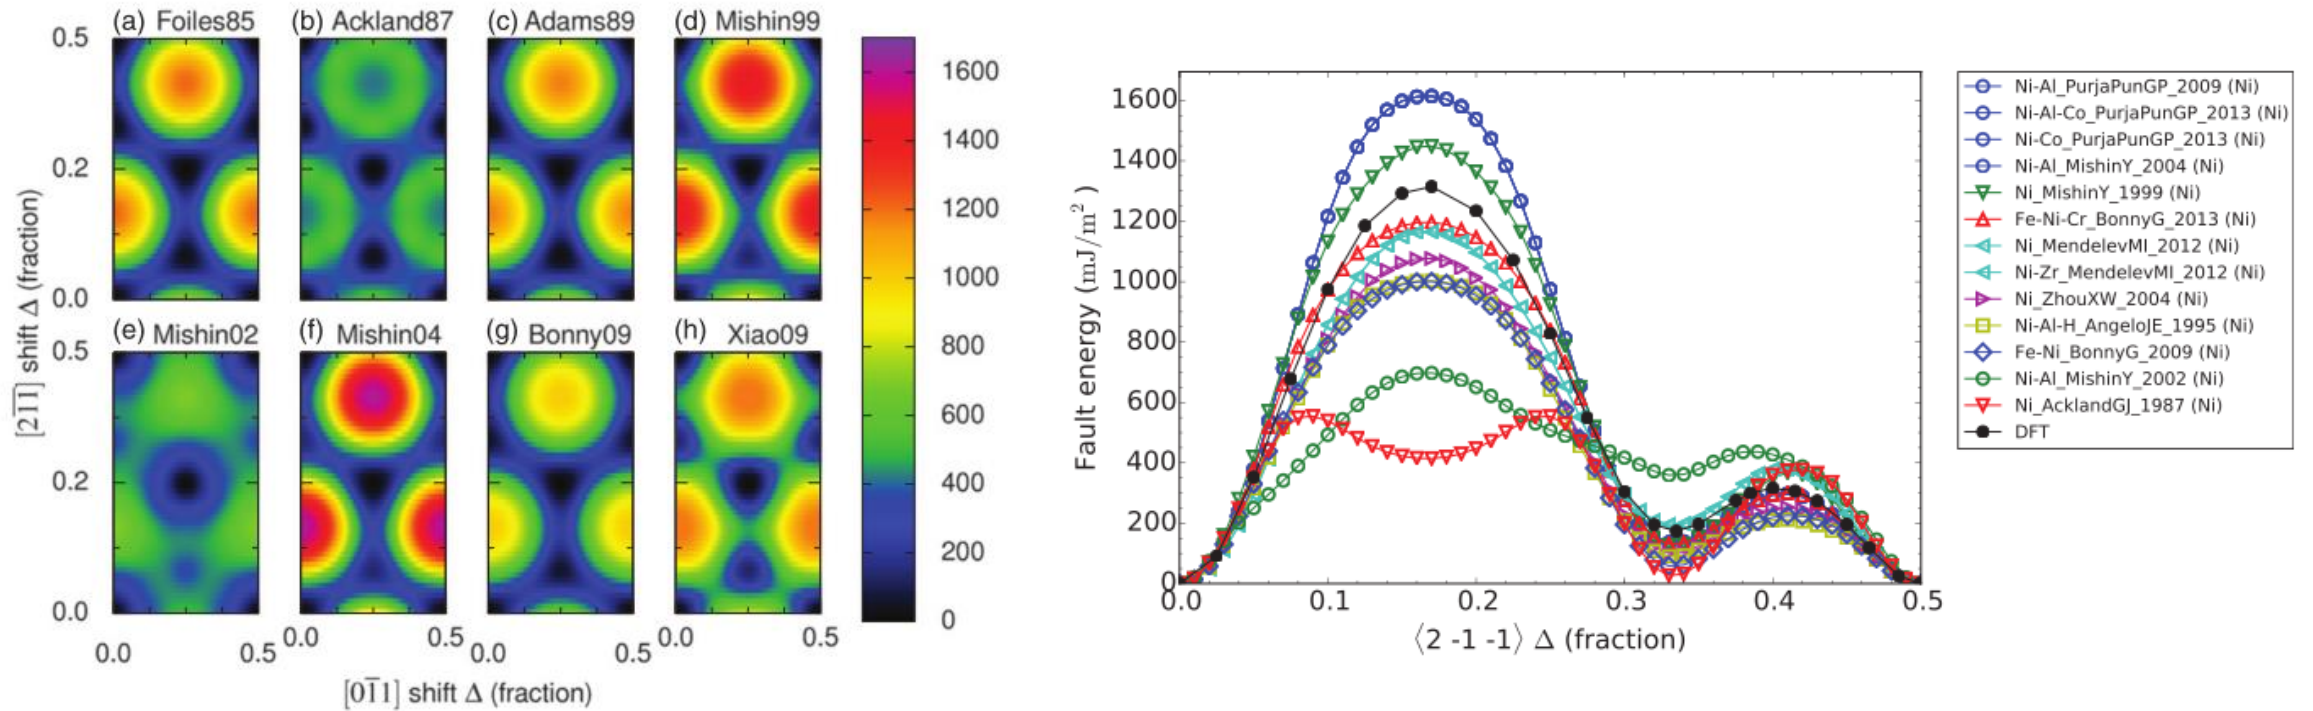 (a) Foiles85
(b) Ackland87
(c) Adams89
(d) Mishin99
0.5
0.2
0.0
(e) Mishin02
(f) Mishin04
(g) Bonny09
(h) Xiao09
0.5
0.2
0.0
0.0 0.5
0.0 0.5
0.0 0.5
0.0 0.5
[2̅1̅1̅] shift Δ (fraction)
[01̅1] shift Δ (fraction)
1600
1400
1200
1000
800
600
400
200
0
Fault energy (mJ/m²)
1600
1400
1200
1000
800
600
400
200
0
0.0 0.1 0.2 0.3 0.4 0.5
⟨2 -1 -1⟩ Δ (fraction)
Ni-Al_PurjaPunGP_2009 (Ni)
Ni-Al-Co_PurjaPunGP_2013 (Ni)
Ni-Co_PurjaPunGP_2013 (Ni)
Ni-Al_MishinY_2004 (Ni)
Ni_MishinY_1999 (Ni)
Fe-Ni-Cr_BonnyG_2013 (Ni)
Ni_MendelevMI_2012 (Ni)
Ni-Zr_MendelevMI_2012 (Ni)
Ni_ZhouXW_2004 (Ni)
Ni-Al-H_AngeloJE_1995 (Ni)
Fe-Ni_BonnyG_2009 (Ni)
Ni-Al_MishinY_2002 (Ni)
Ni_AcklandGJ_1987 (Ni)
DFT